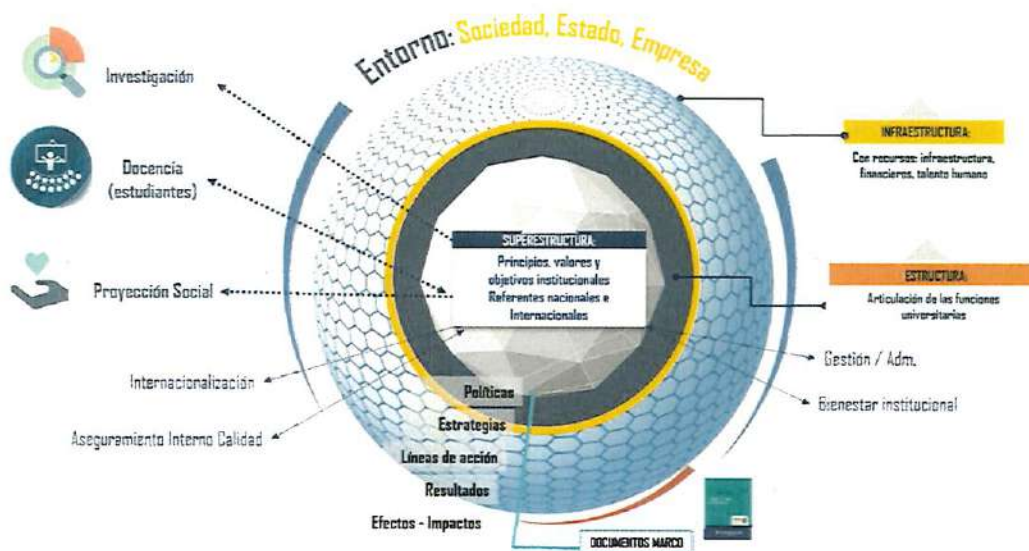 Entorno: Sociedad, Estado, Empresa
Investigación
Docencia
(estudiantes)
Proyección Social
Internacionalización
Aseguramiento Interno Calidad
SUPERESTRUCTURA:
Principios, valores y
objetivos institucionales
Referentes nacionales e
Internacionales
Políticas
Estrategias
Líneas de acción
Resultados
Efectos - Impactos
DOCUMENTOS MARCO
INFRAESTRUCTURA:
Con recursos: infraestructura,
financieros, talento humano
ESTRUCTURA:
Articulación de las funciones
universitarias
Gestión / Adm.
Bienestar institucional